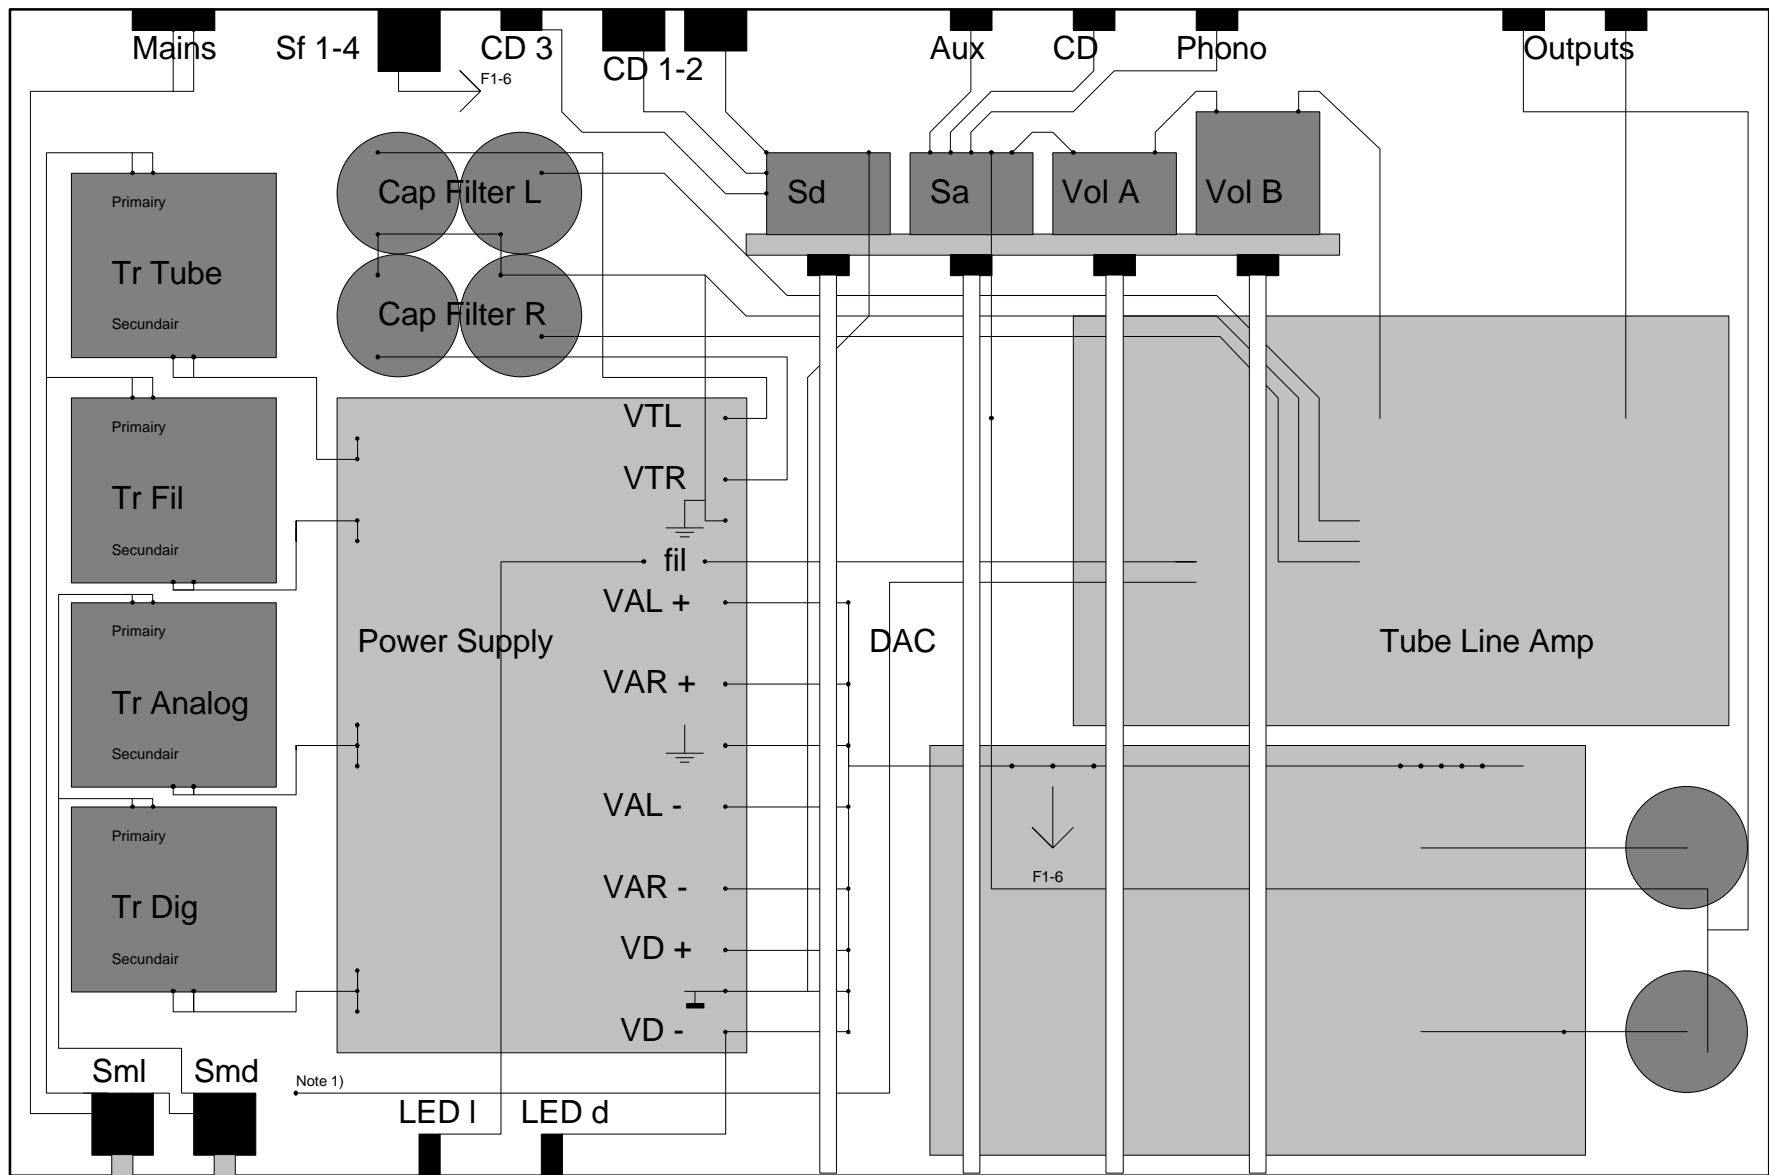 Mains
Sf 1-4
CD 3
CD 1-2
Aux
CD
Phono
Outputs
F1-6
Primairy
Tr Tube
Secundair
Cap Filter L
Cap Filter R
Sd
Sa
Vol A
Vol B
Primairy
Tr Fil
Secundair
VTL
VTR
fil
VAL +
Primairy
Tr Analog
Secundair
Power Supply
VAR +
DAC
Tube Line Amp
VAL -
Primairy
Tr Dig
Secundair
VAR -
F1-6
VD +
VD -
Sml
Smd
Note 1)
LED l
LED d